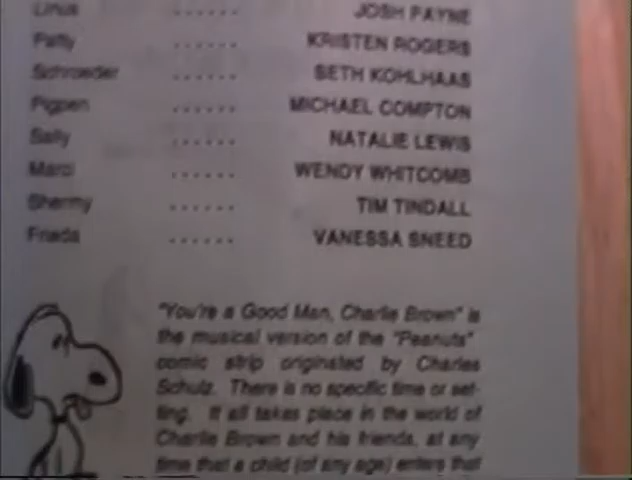 Linus ...... JOSH PAYNE
Patty ...... KRISTEN ROGERS
Schroeder ...... SETH KOHLHAAS
Pigpen ...... MICHAEL COMPTON
Sally ...... NATALIE LEWIS
Marci ...... WENDY WHITCOMB
Shermy ...... TIM TINDALL
Frieda ...... VANESSA SNEED
"You're a Good Man, Charlie Brown" is
the musical version of the "Peanuts"
comic strip originated by Charles
Schulz. There is no specific time or set-
ting. It all takes place in the world of
Charlie Brown and his friends, at any
time that a child (of any age) enters that